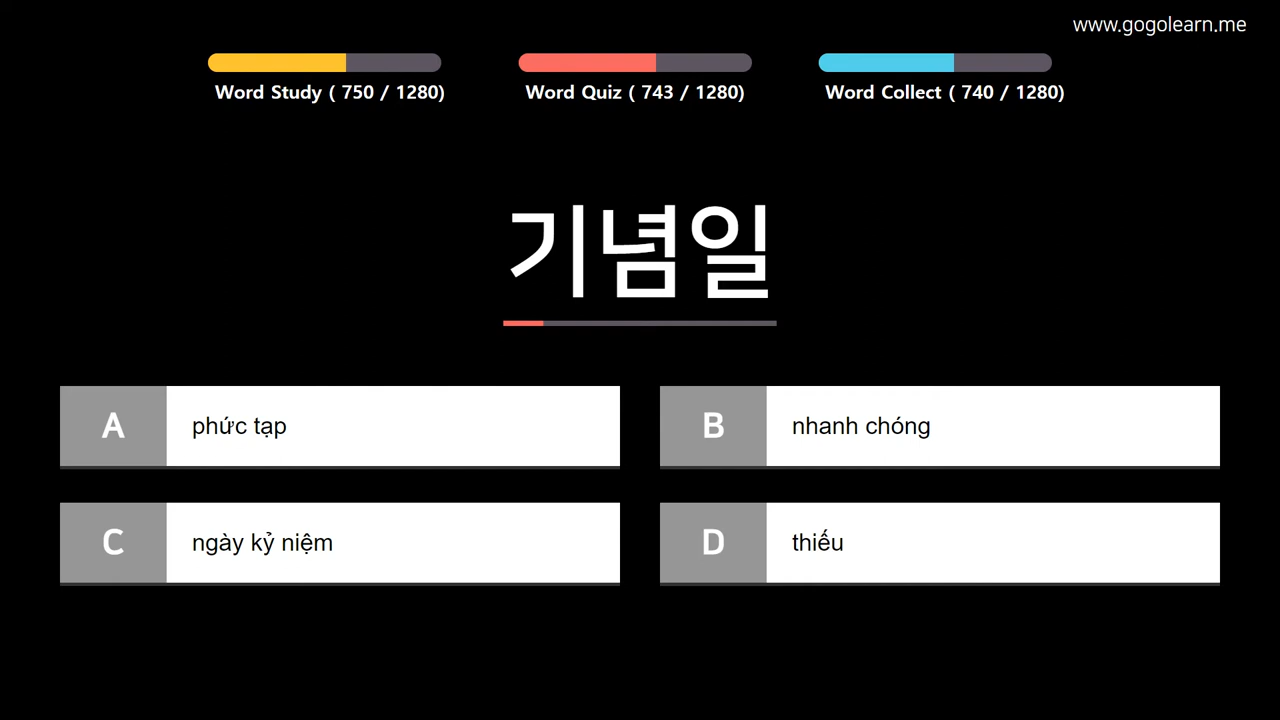 www.gogolearn.me
Word Study ( 750 / 1280)
Word Quiz ( 743 / 1280)
Word Collect ( 740 / 1280)
기념일
A
phức tạp
B
nhanh chóng
C
ngày kỷ niệm
D
thiếu